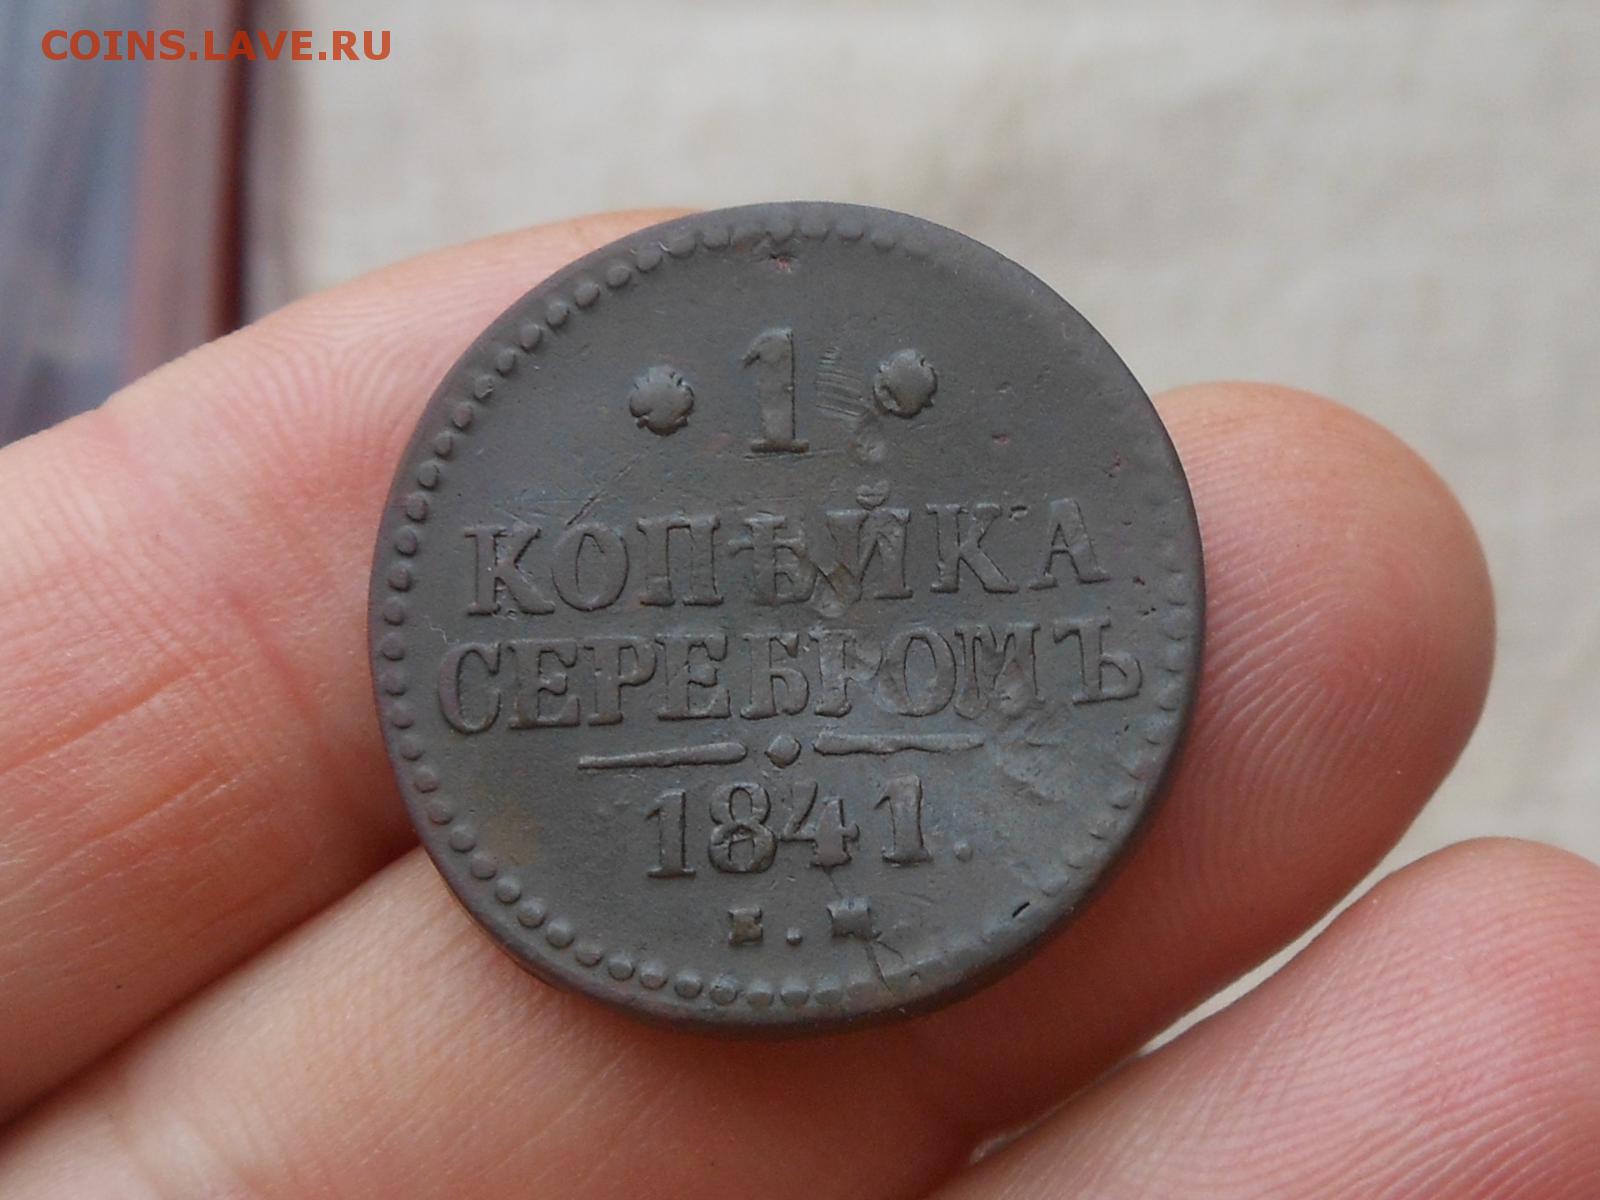 COINS.LAVE.RU
• 1 •
КОПѢЙКА
СЕРЕБРОМЪ
1841.
Е.М